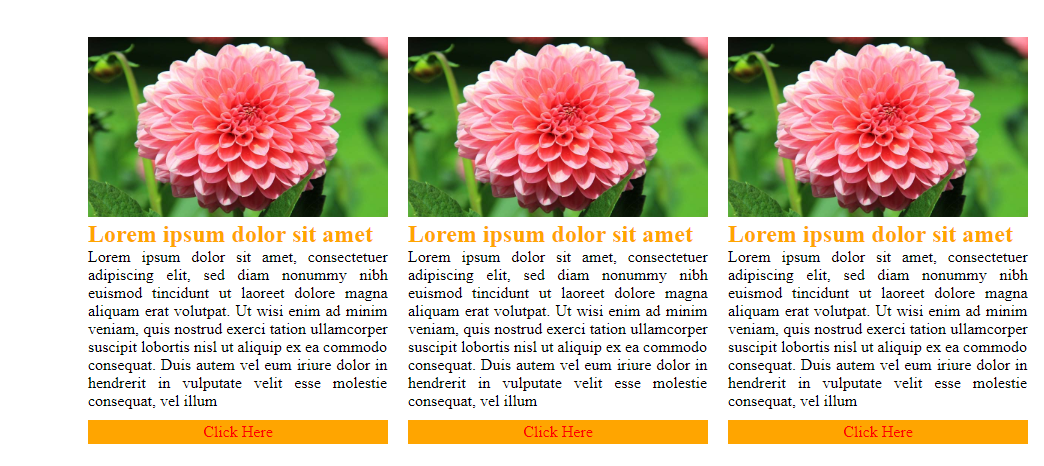 Lorem ipsum dolor sit amet
Lorem ipsum dolor sit amet, consectetuer
adipiscing elit, sed diam nonummy nibh
euismod tincidunt ut laoreet dolore magna
aliquam erat volutpat. Ut wisi enim ad minim
veniam, quis nostrud exerci tation ullamcorper
suscipit lobortis nisl ut aliquip ex ea commodo
consequat. Duis autem vel eum iriure dolor in
hendrerit in vulputate velit esse molestie
consequat, vel illum
Click Here
Lorem ipsum dolor sit amet
Lorem ipsum dolor sit amet, consectetuer
adipiscing elit, sed diam nonummy nibh
euismod tincidunt ut laoreet dolore magna
aliquam erat volutpat. Ut wisi enim ad minim
veniam, quis nostrud exerci tation ullamcorper
suscipit lobortis nisl ut aliquip ex ea commodo
consequat. Duis autem vel eum iriure dolor in
hendrerit in vulputate velit esse molestie
consequat, vel illum
Click Here
Lorem ipsum dolor sit amet
Lorem ipsum dolor sit amet, consectetuer
adipiscing elit, sed diam nonummy nibh
euismod tincidunt ut laoreet dolore magna
aliquam erat volutpat. Ut wisi enim ad minim
veniam, quis nostrud exerci tation ullamcorper
suscipit lobortis nisl ut aliquip ex ea commodo
consequat. Duis autem vel eum iriure dolor in
hendrerit in vulputate velit esse molestie
consequat, vel illum
Click Here